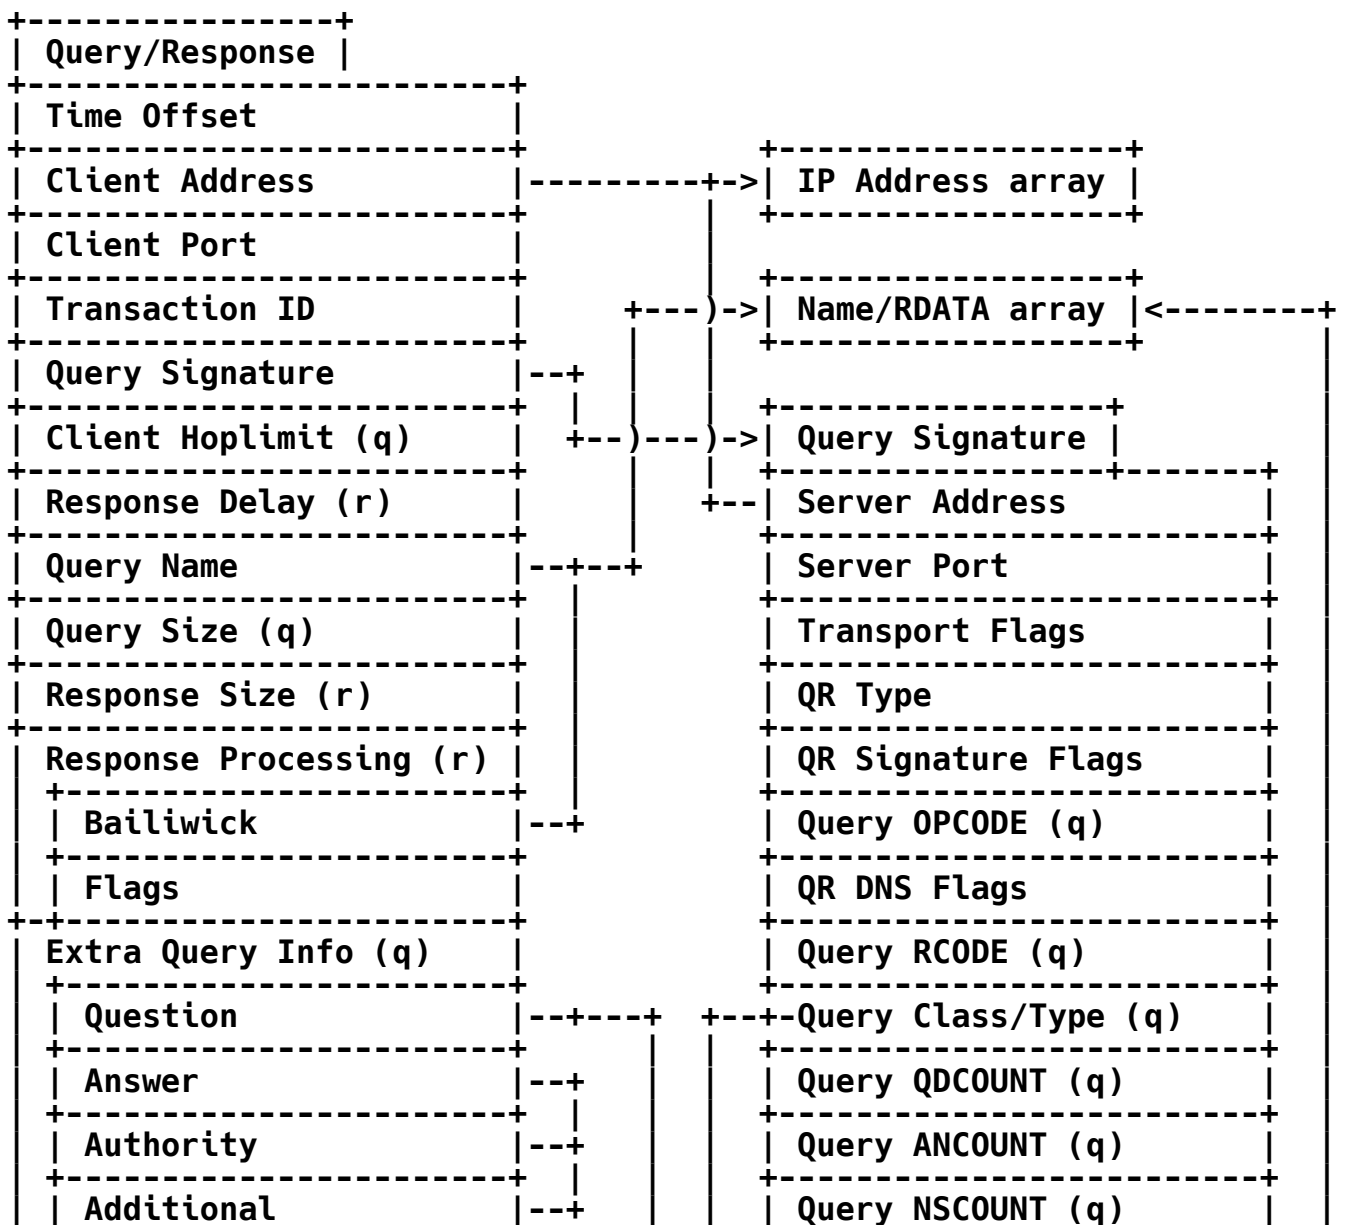 Query/Response
Time Offset
Client Address IP Address array
Client Port
Transaction ID Name/RDATA array
Query Signature
Client Hoplimit (q) Query Signature
Response Delay (r) Server Address
Query Name Server Port
Query Size (q) Transport Flags
Response Size (r) QR Type
Response Processing (r) QR Signature Flags
Bailiwick Query OPCODE (q)
Flags QR DNS Flags
Extra Query Info (q) Query RCODE (q)
Question Query Class/Type (q)
Answer Query QDCOUNT (q)
Authority Query ANCOUNT (q)
Additional Query NSCOUNT (q)